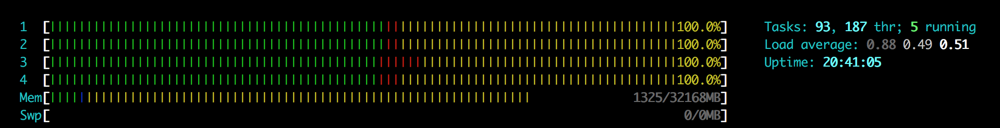 1 [100.0%] Tasks: 93, 187 thr; 5 running
2 [100.0%] Load average: 0.88 0.49 0.51
3 [100.0%] Uptime: 20:41:05
4 [100.0%]
Mem[1325/32168MB]
Swp[0/0MB]